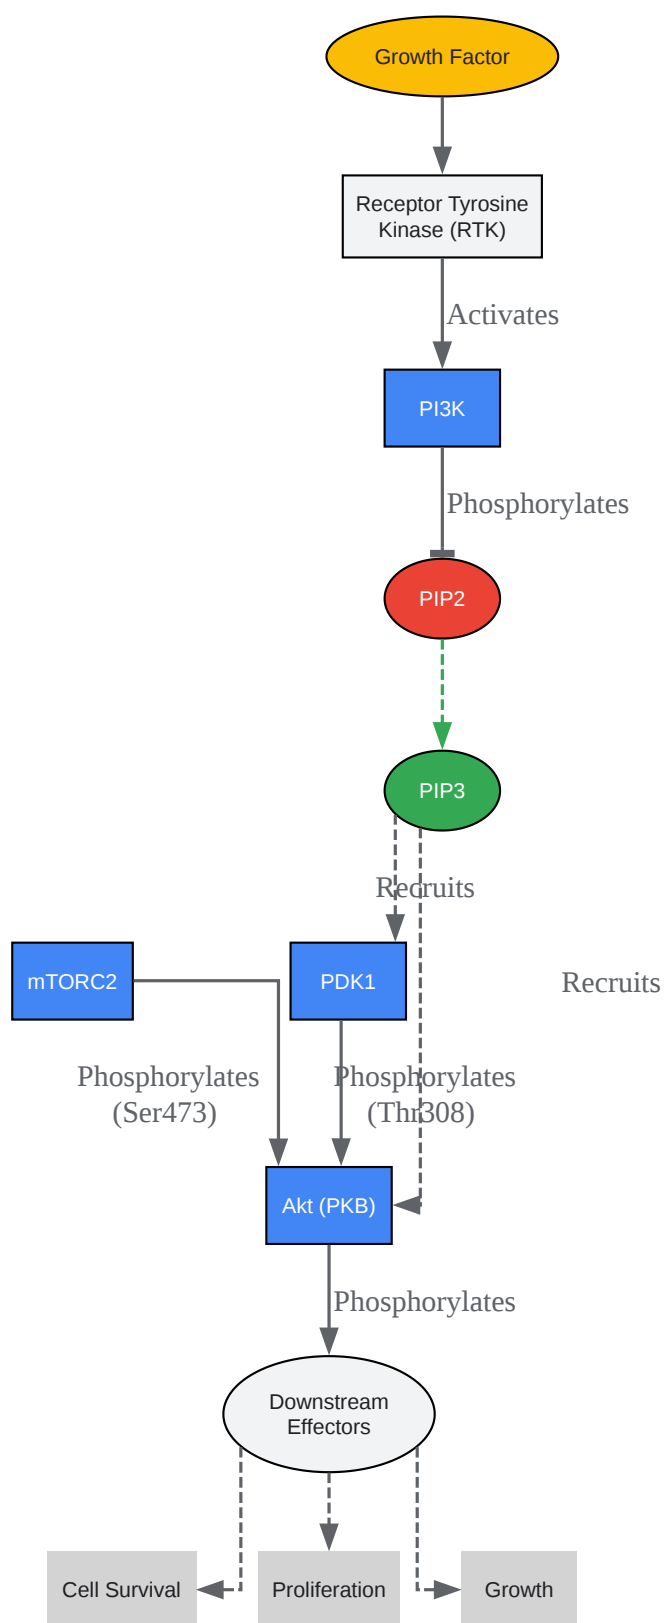 Growth Factor
Receptor Tyrosine
Kinase (RTK)
Activates
PI3K
Phosphorylates
PIP2
PIP3
Recruits
mTORC2
PDK1
Recruits
Phosphorylates
(Ser473)
Phosphorylates
(Thr308)
Akt (PKB)
Phosphorylates
Downstream
Effectors
Cell Survival
Proliferation
Growth